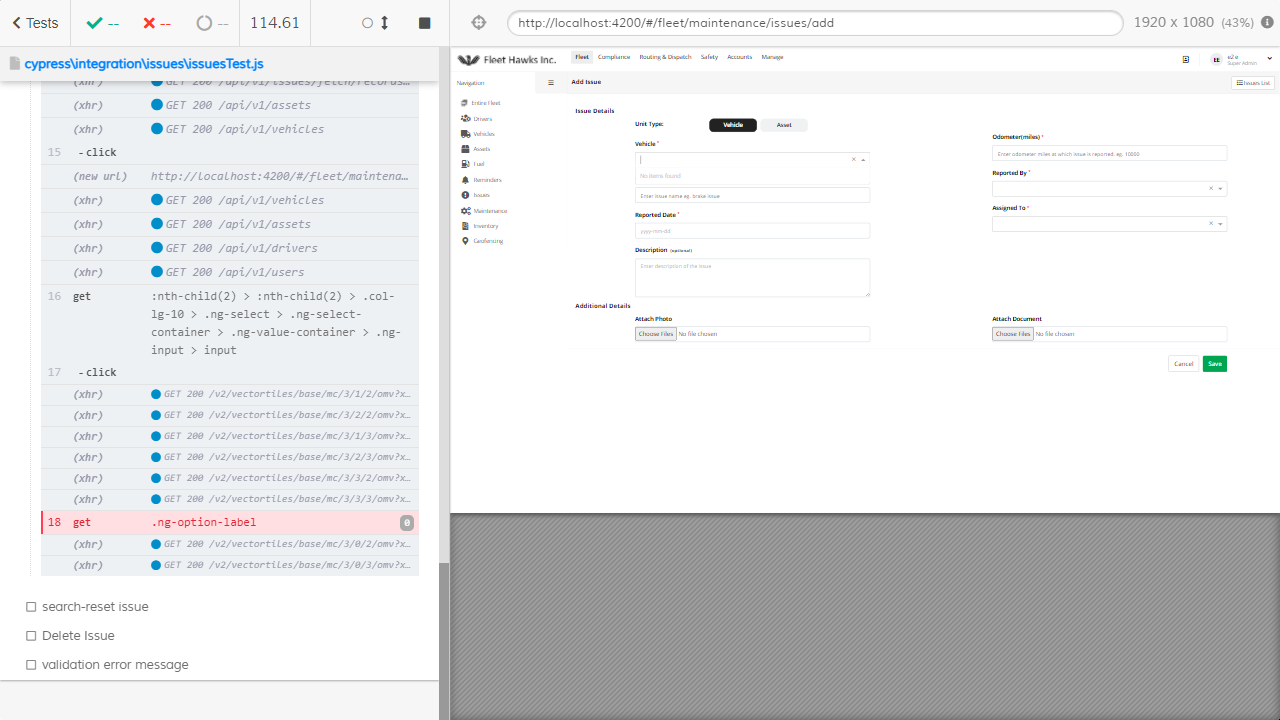 Tests
--
--
--
114.61
http://localhost:4200/#/fleet/maintenance/issues/add
1920 x 1080 (43%)
cypress\integration\issues\issuesTest.js
(xhr) GET 200 /api/v1/issues/fetch/records…
(xhr) GET 200 /api/v1/assets
(xhr) GET 200 /api/v1/vehicles
15 -click
(new url) http://localhost:4200/#/fleet/maintena…
(xhr) GET 200 /api/v1/vehicles
(xhr) GET 200 /api/v1/assets
(xhr) GET 200 /api/v1/drivers
(xhr) GET 200 /api/v1/users
16 get :nth-child(2) > :nth-child(2) > .col-
lg-10 > .ng-select > .ng-select-
container > .ng-value-container > .ng-
input > input
17 -click
(xhr) GET 200 /v2/vectortiles/base/mc/3/1/2/omv?x…
(xhr) GET 200 /v2/vectortiles/base/mc/3/2/2/omv?x…
(xhr) GET 200 /v2/vectortiles/base/mc/3/1/3/omv?x…
(xhr) GET 200 /v2/vectortiles/base/mc/3/2/3/omv?x…
(xhr) GET 200 /v2/vectortiles/base/mc/3/3/2/omv?x…
(xhr) GET 200 /v2/vectortiles/base/mc/3/3/3/omv?x…
18 get .ng-option-label 0
(xhr) GET 200 /v2/vectortiles/base/mc/3/0/2/omv?x…
(xhr) GET 200 /v2/vectortiles/base/mc/3/0/3/omv?x…
search-reset issue
Delete Issue
validation error message
Fleet Hawks Inc.
Fleet Compliance Routing & Dispatch Safety Accounts Manage
EE
e2 e
Super Admin
Navigation
Add Issue
Issues List
Entire Fleet
Drivers
Vehicles
Assets
Fuel
Reminders
Issues
Maintenance
Inventory
Geofencing
Issue Details
Unit Type: Vehicle Asset
Vehicle *
No items found
Enter issue name eg. brake issue
Reported Date *
yyyy-mm-dd
Description (optional)
Enter description of the issue
Odometer(miles) *
Enter odometer miles at which issue is reported. eg. 10000
Reported By *
Assigned To *
Additional Details
Attach Photo
Choose Files No file chosen
Attach Document
Choose Files No file chosen
Cancel Save